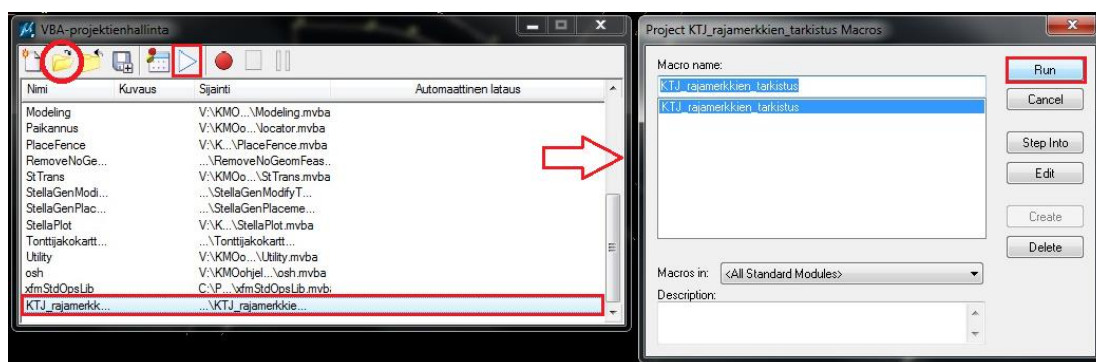 VBA-projektienhallinta
Nimi Kuvaus Sijainti Automaattinen lataus
Modeling V:\KMO...\Modeling.mvba
Paikannus V:\KMOo...\locator.mvba
PlaceFence V:\K...\PlaceFence.mvba
RemoveNoGe... ...\RemoveNoGeomFeas..
StTrans V:\KMOo...\StTrans.mvba
StellaGenModi... ...\StellaGenModifyT...
StellaGenPlac... ...\StellaGenPlaceme...
StellaPlot V:\K...\StellaPlot.mvba
Tonttijakokartt... ...\Tonttijakokartt...
Utility V:\KMOo...\Utility.mvba
osh V:\KMOohjel...\osh.mvba
xfmStdOpsLib C:\P...\xfmStdOpsLib.mvb
KTJ_rajamerkk... ...\KTJ_rajamerkkie...
Project KTJ_rajamerkkien_tarkistus Macros
Macro name:
KTJ_rajamerkkien_tarkistus
KTJ_rajamerkkien_tarkistus
Run
Cancel
Step Into
Edit
Create
Delete
Macros in: <All Standard Modules>
Description: